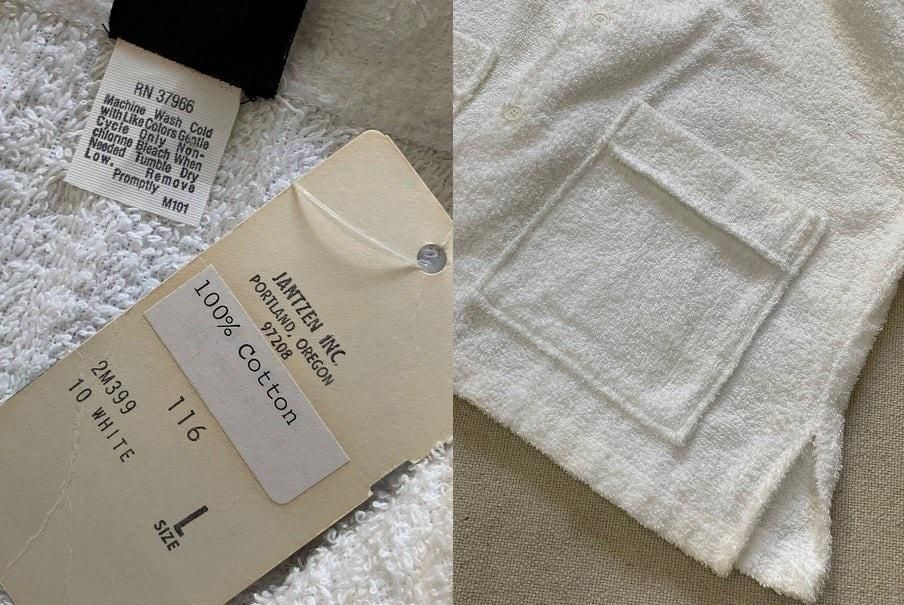 RN 37966
Machine Wash Cold
with Like Colors Gentle
Cycle Only Non-
chlorine Bleach When
Needed Tumble Dry
Low. Remove
Promptly
M101
JANTZEN INC.
PORTLAND, OREGON
97208
100% Cotton
2M399 116
10 WHITE
L
SIZE